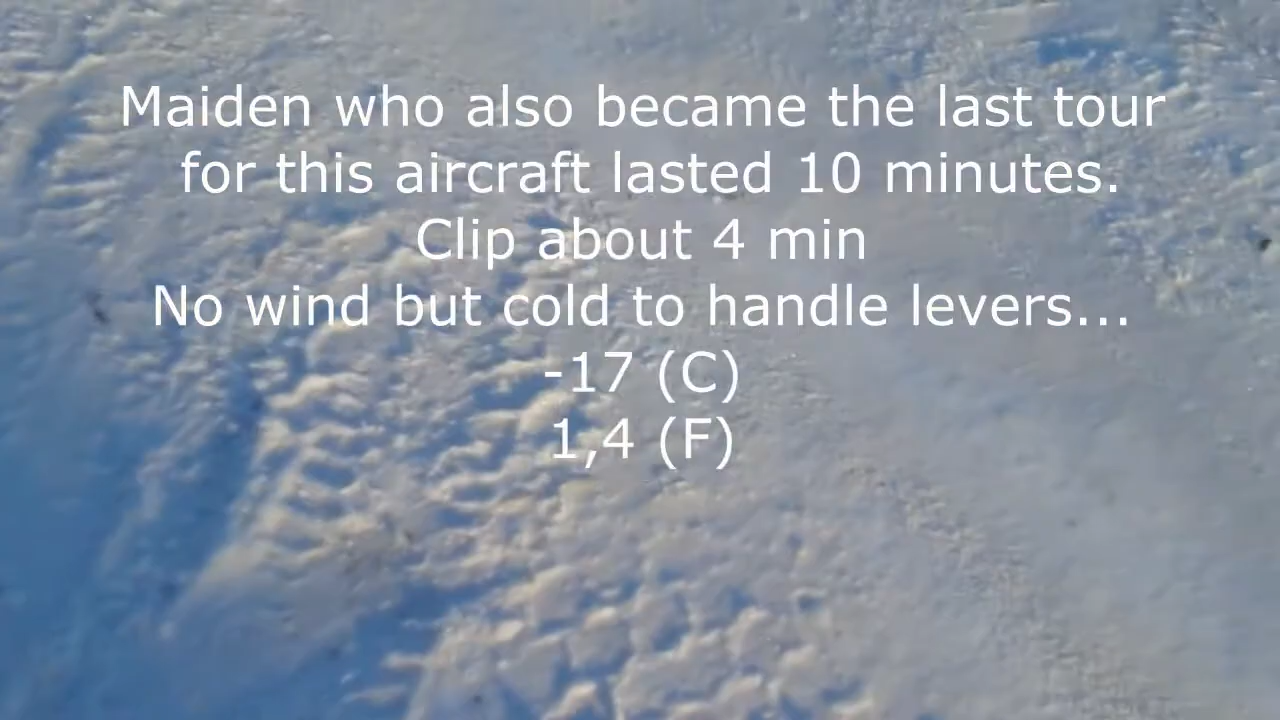 Maiden who also became the last tour
for this aircraft lasted 10 minutes.
Clip about 4 min
No wind but cold to handle levers...
-17 (C)
1,4 (F)